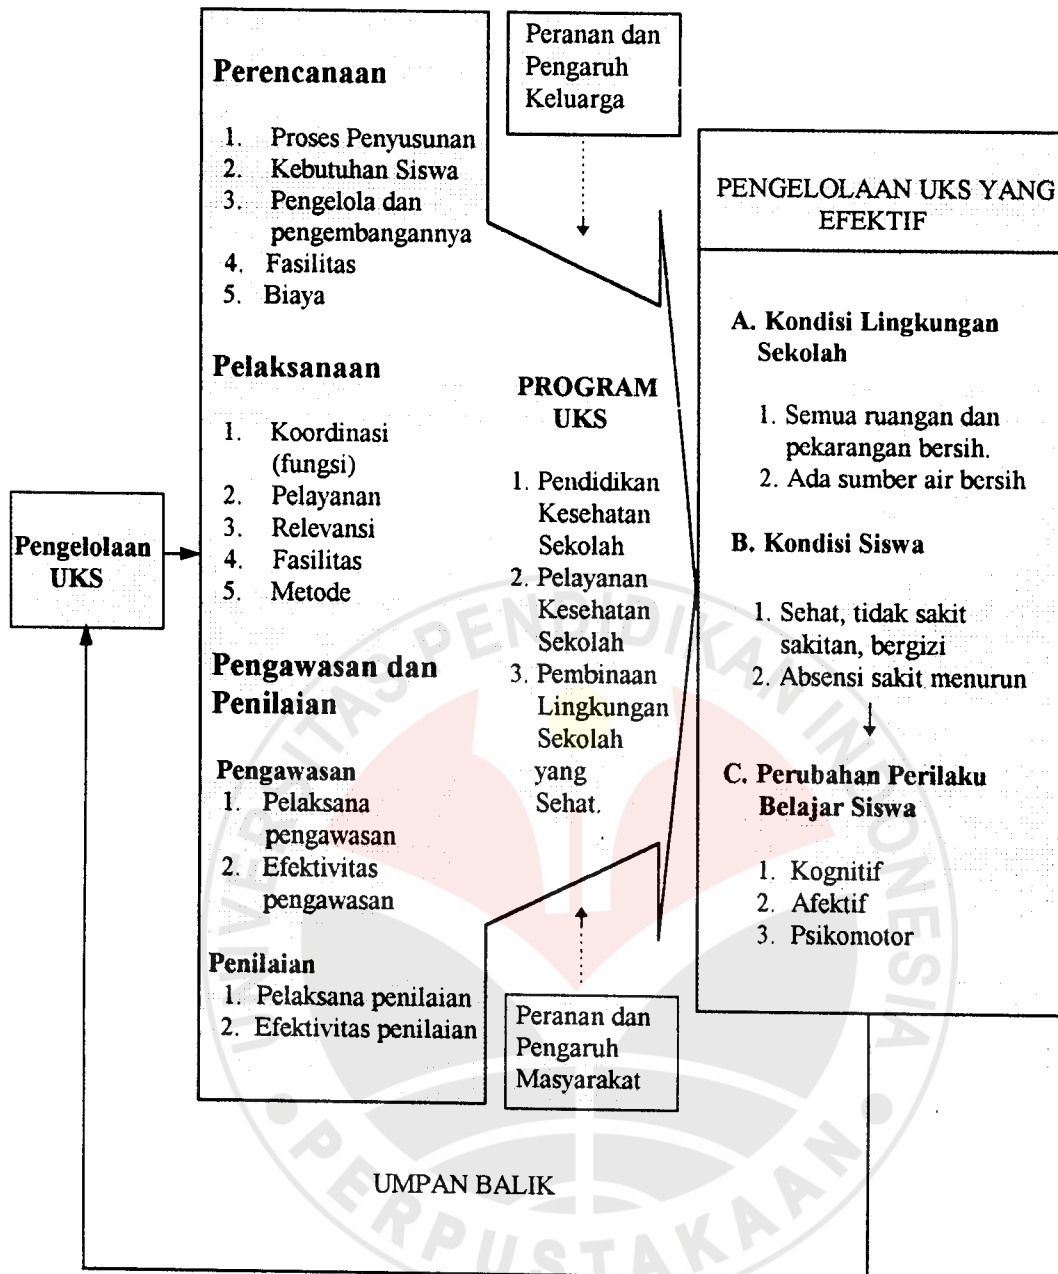 Pengelolaan
UKS
Perencanaan
1. Proses Penyusunan
2. Kebutuhan Siswa
3. Pengelola dan
pengembangannya
4. Fasilitas
5. Biaya
Pelaksanaan
1. Koordinasi
(fungsi)
2. Pelayanan
3. Relevansi
4. Fasilitas
5. Metode
Pengawasan dan
Penilaian
Pengawasan
1. Pelaksana
pengawasan
2. Efektivitas
pengawasan
Penilaian
1. Pelaksana penilaian
2. Efektivitas penilaian
Peranan dan
Pengaruh
Keluarga
PROGRAM
UKS
1. Pendidikan
Kesehatan
Sekolah
2. Pelayanan
Kesehatan
Sekolah
3. Pembinaan
Lingkungan
Sekolah
yang
Sehat.
Peranan dan
Pengaruh
Masyarakat
PENGELOLAAN UKS YANG
EFEKTIF
A. Kondisi Lingkungan
Sekolah
1. Semua ruangan dan
pekarangan bersih.
2. Ada sumber air bersih
B. Kondisi Siswa
1. Sehat, tidak sakit
sakitan, bergizi
2. Absensi sakit menurun
C. Perubahan Perilaku
Belajar Siswa
1. Kognitif
2. Afektif
3. Psikomotor
UMPAN BALIK
UNIVERSITAS PENDIDIKAN INDONESIA
PERPUSTAKAAN